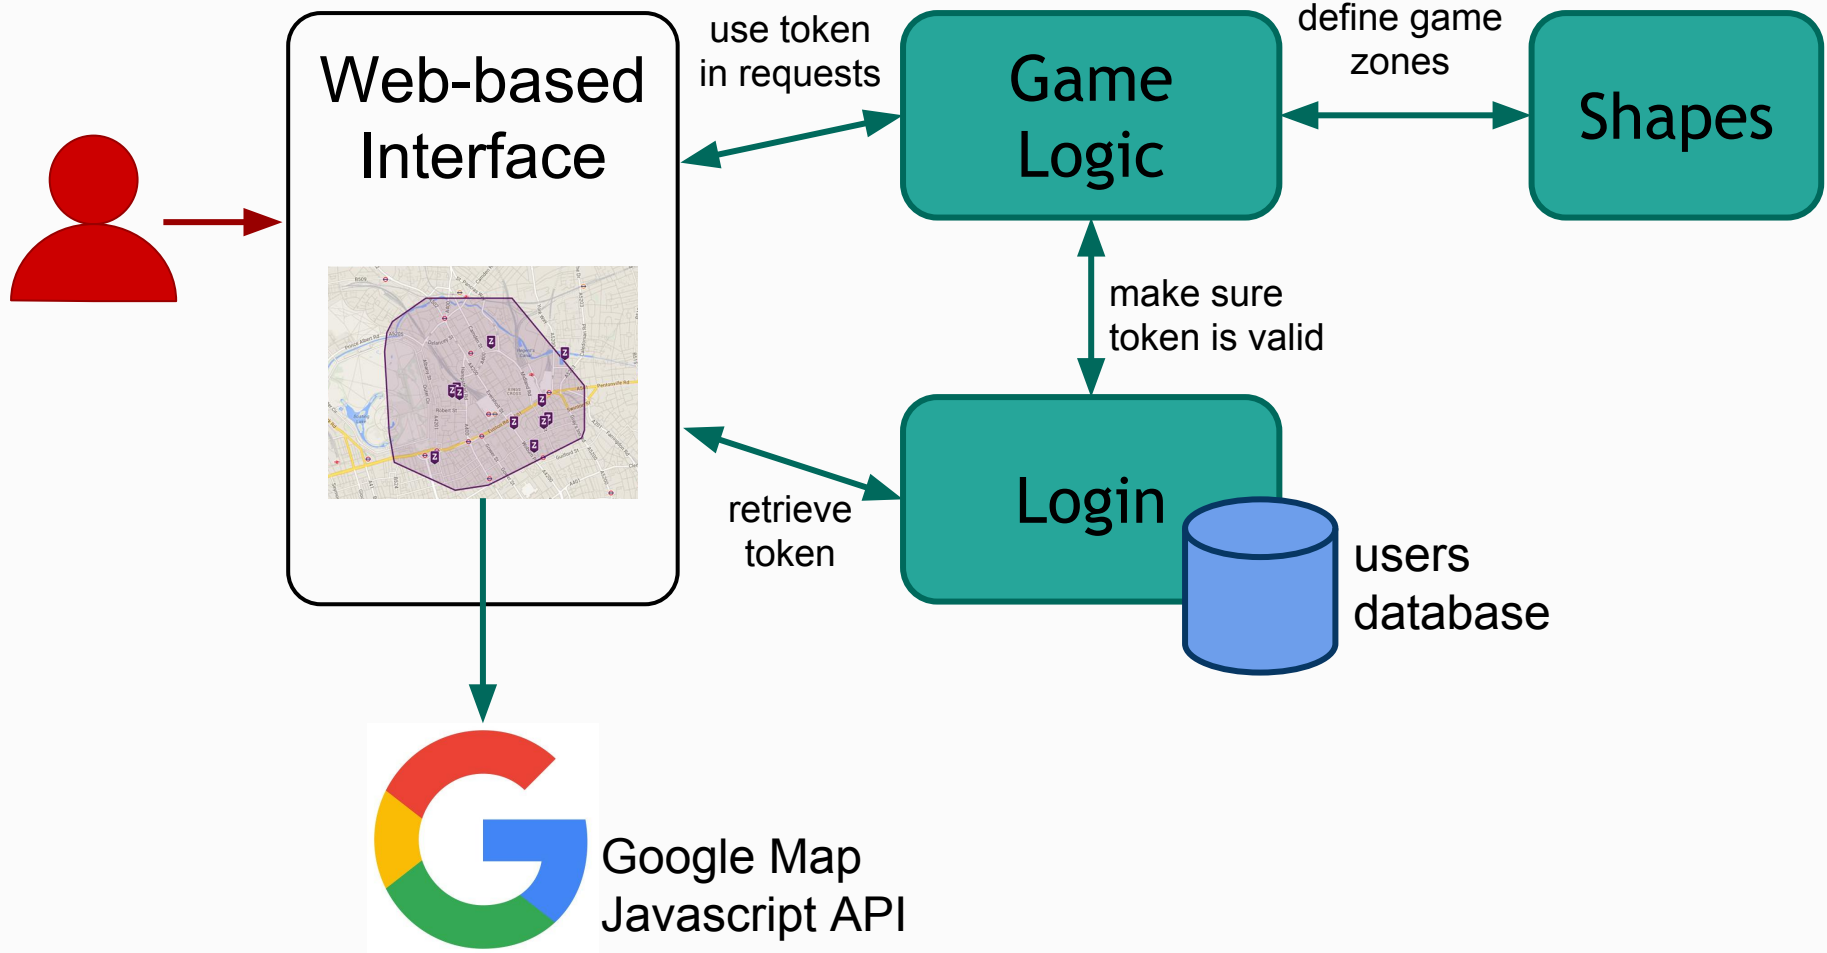 use token
in requests
define game
zones
Web-based
Interface
Game
Logic
Shapes
make sure
token is valid
retrieve
token
Login
users
database
Google Map
Javascript API